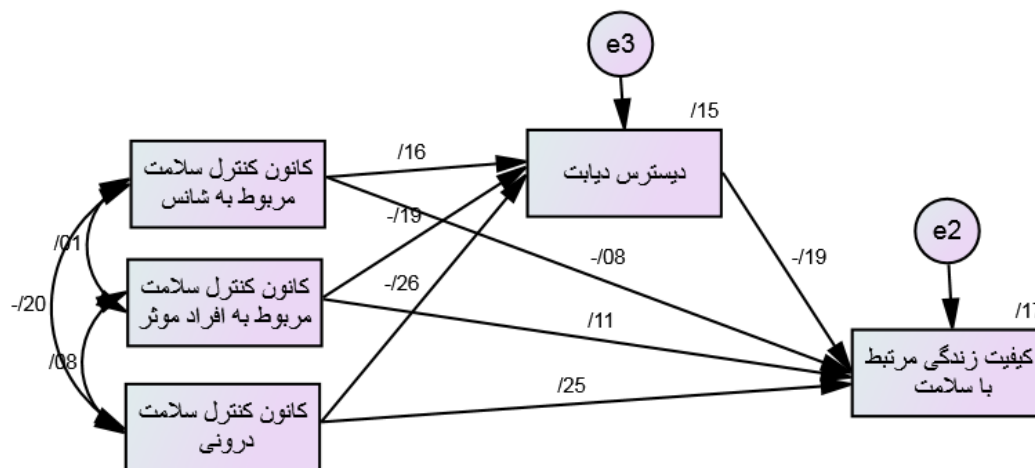 e3
/15
دیسترس دیابت
/16
کانون کنترل سلامت
مربوط به شانس
-/19
-/08
-/19
e2
/01
کانون کنترل سلامت
مربوط به افراد موثر
-/26
-/20
/11
/17
کیفیت زندگی مرتبط
با سلامت
/08
/25
کانون کنترل سلامت
درونی